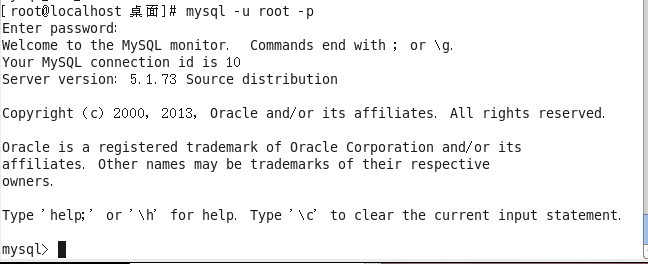 [root@localhost 桌面]# mysql -u root -p
Enter password:
Welcome to the MySQL monitor.  Commands end with ; or \g.
Your MySQL connection id is 10
Server version: 5.1.73 Source distribution
Copyright (c) 2000, 2013, Oracle and/or its affiliates. All rights reserved.
Oracle is a registered trademark of Oracle Corporation and/or its
affiliates. Other names may be trademarks of their respective
owners.
Type 'help;' or '\h' for help. Type '\c' to clear the current input statement.
mysql>